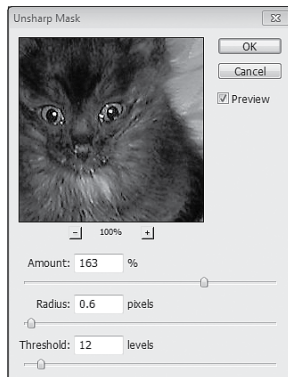 Unsharp Mask
OK
Cancel
Preview
- 100% +
Amount: 163 %
Radius: 0.6 pixels
Threshold: 12 levels